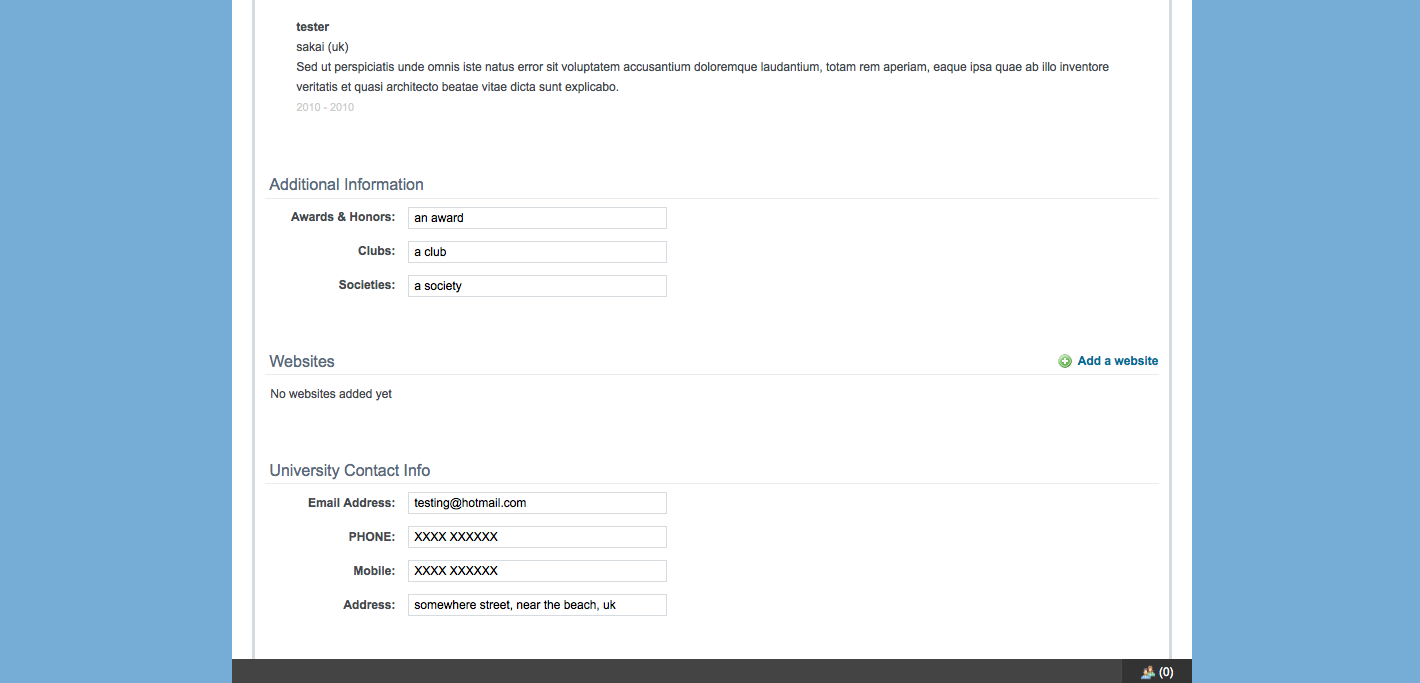 tester
sakai (uk)
Sed ut perspiciatis unde omnis iste natus error sit voluptatem accusantium doloremque laudantium, totam rem aperiam, eaque ipsa quae ab illo inventore
veritatis et quasi architecto beatae vitae dicta sunt explicabo.
2010 - 2010
Additional Information
Awards & Honors: an award
Clubs: a club
Societies: a society
Websites Add a website
No websites added yet
University Contact Info
Email Address: testing@hotmail.com
PHONE: XXXX XXXXXX
Mobile: XXXX XXXXXX
Address: somewhere street, near the beach, uk
(0)